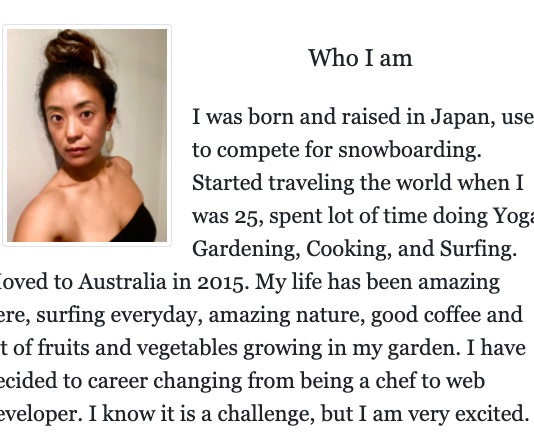 Who I am
I was born and raised in Japan, use
to compete for snowboarding.
Started traveling the world when I
was 25, spent lot of time doing Yoga
Gardening, Cooking, and Surfing.
oved to Australia in 2015. My life has been amazing
ere, surfing everyday, amazing nature, good coffee and
t of fruits and vegetables growing in my garden. I have
ecided to career changing from being a chef to web
eveloper. I know it is a challenge, but I am very excited.